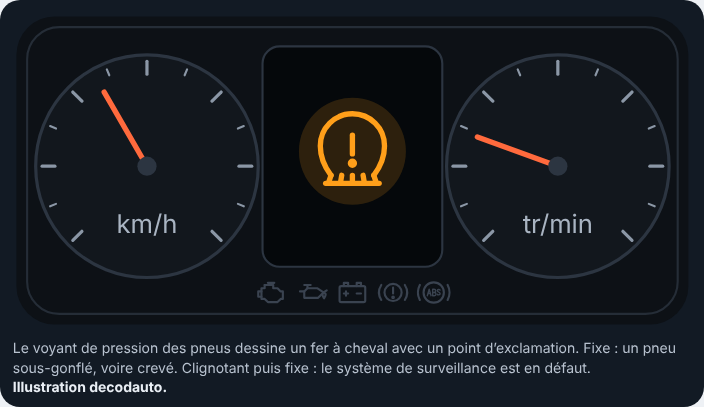 km/h
!
tr/min
!
ABS
Le voyant de pression des pneus dessine un fer à cheval avec un point d’exclamation. Fixe : un pneu
sous-gonflé, voire crevé. Clignotant puis fixe : le système de surveillance est en défaut.
Illustration decodauto.